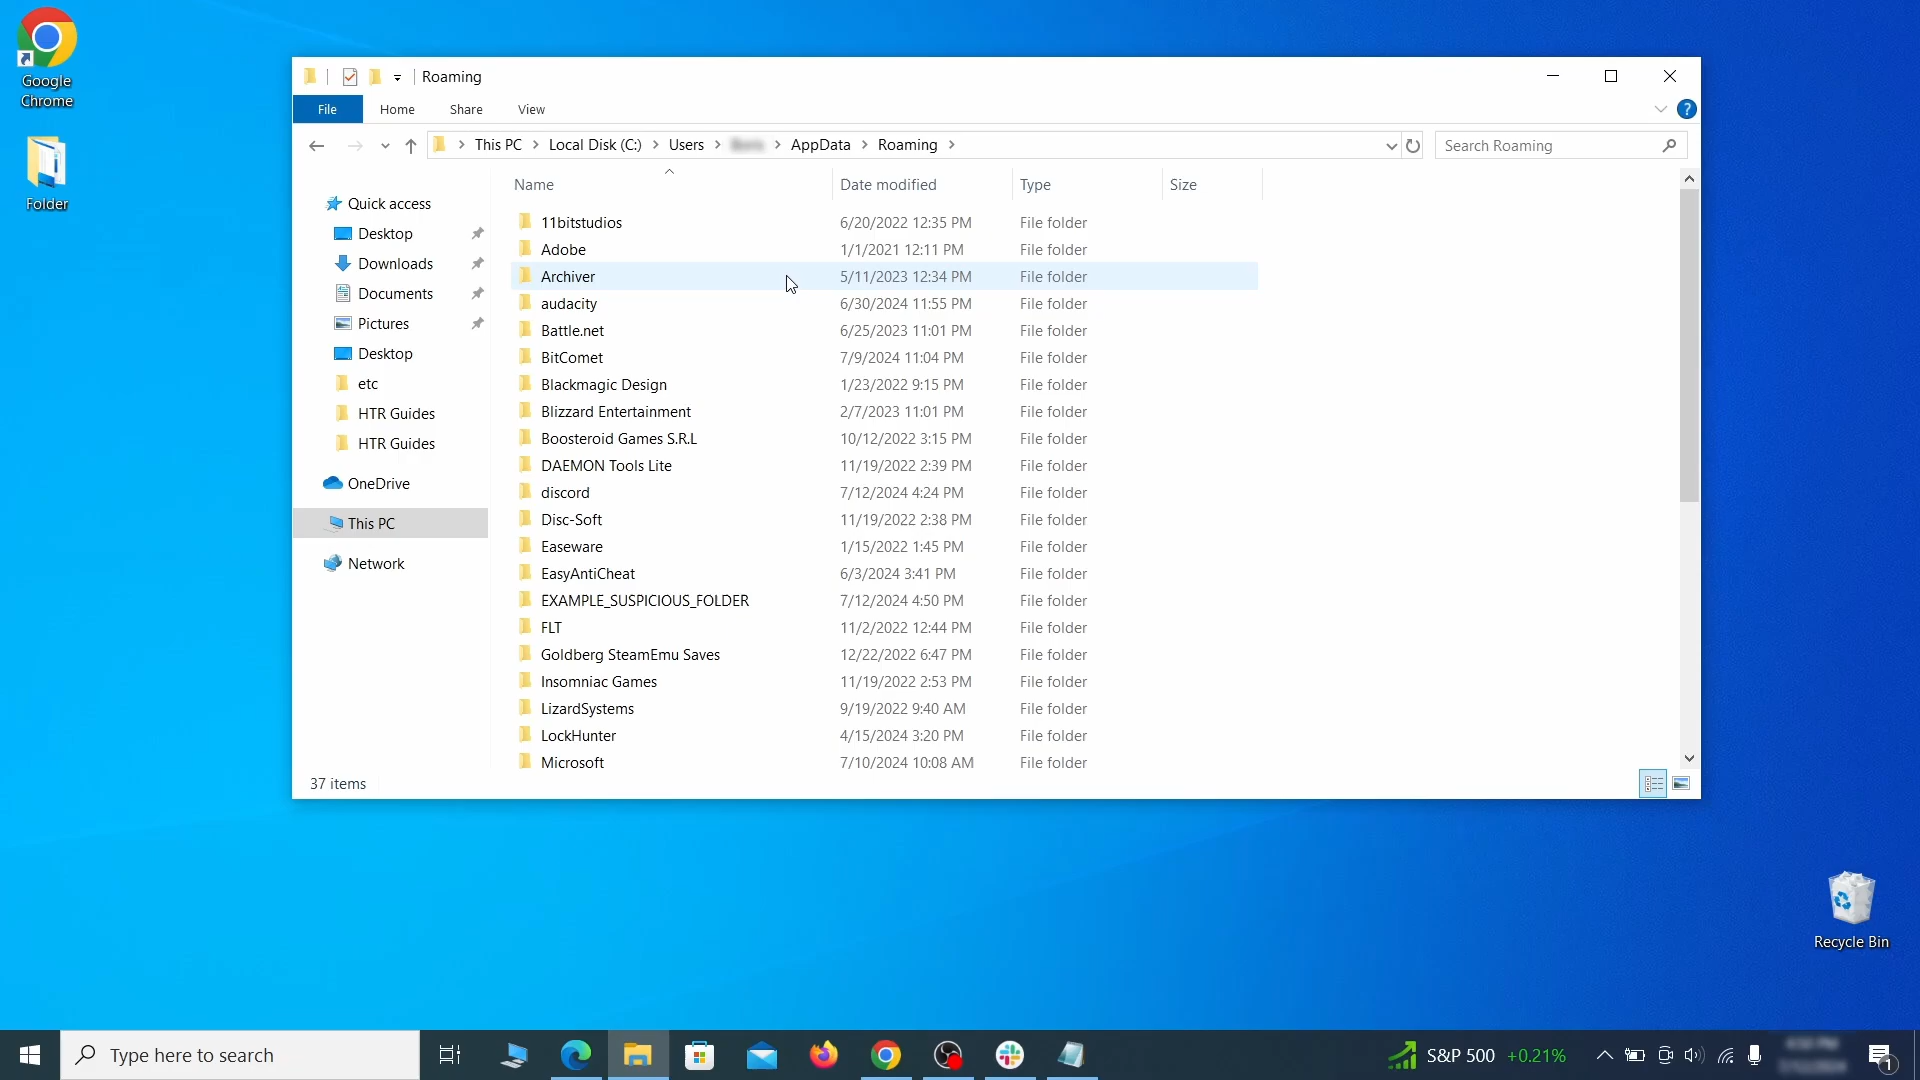 Google
Chrome
Folder
Roaming
File Home Share View
This PC Local Disk (C:) Users AppData Roaming
Search Roaming
Name Date modified Type Size
Quick access
Desktop
Downloads
Documents
Pictures
Desktop
etc
HTR Guides
HTR Guides
OneDrive
This PC
Network
11bitstudios 6/20/2022 12:35 PM File folder
Adobe 1/1/2021 12:11 PM File folder
Archiver 5/11/2023 12:34 PM File folder
audacity 6/30/2024 11:55 PM File folder
Battle.net 6/25/2023 11:01 PM File folder
BitComet 7/9/2024 11:04 PM File folder
Blackmagic Design 1/23/2022 9:15 PM File folder
Blizzard Entertainment 2/7/2023 11:01 PM File folder
Boosteroid Games S.R.L 10/12/2022 3:15 PM File folder
DAEMON Tools Lite 11/19/2022 2:39 PM File folder
discord 7/12/2024 4:24 PM File folder
Disc-Soft 11/19/2022 2:38 PM File folder
Easeware 1/15/2022 1:45 PM File folder
EasyAntiCheat 6/3/2024 3:41 PM File folder
EXAMPLE_SUSPICIOUS_FOLDER 7/12/2024 4:50 PM File folder
FLT 11/2/2022 12:44 PM File folder
Goldberg SteamEmu Saves 12/22/2022 6:47 PM File folder
Insomniac Games 11/19/2022 2:53 PM File folder
LizardSystems 9/19/2022 9:40 AM File folder
LockHunter 4/15/2024 3:20 PM File folder
Microsoft 7/10/2024 10:08 AM File folder
37 items
Recycle Bin
Type here to search
S&P 500 +0.21%
1